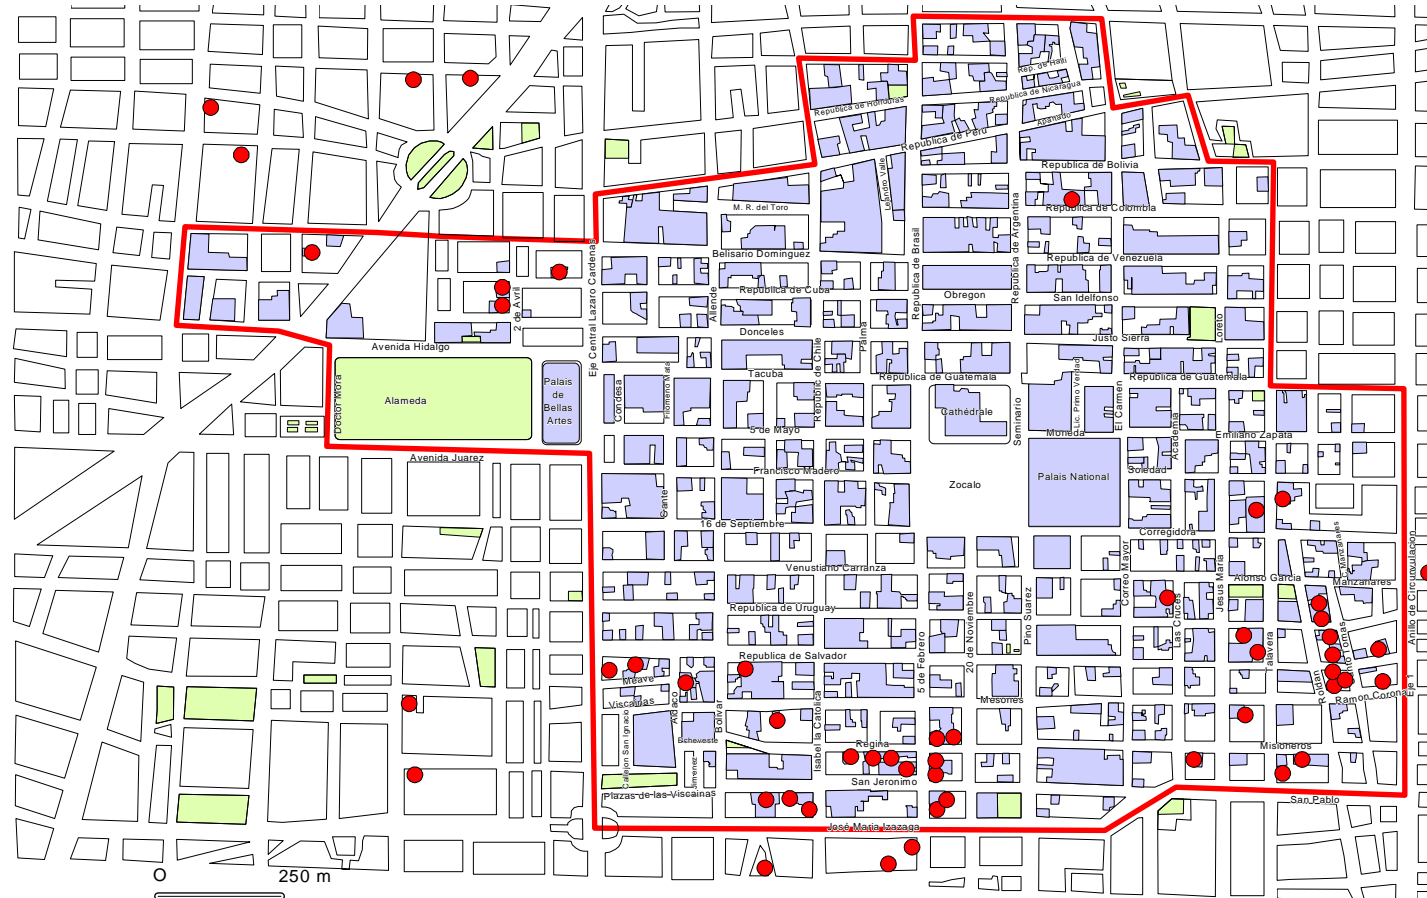 Rep. de Haiti
Republica de Nicaragua
Republica de Honduras
Apartado
Republica de Peru
Republica de Bolivia
Leandro Valle
M. R. del Toro
Republica de Colombia
Republica de Argentina
Republica de Brasil
Eje Central Lazaro Cardenas
Belisario Dominguez
Republica de Venezuela
Republica de Cuba
Obregon
San Idelfonso
Allende
2 de Avril
Donceles
Palma
Justo Sierra
Loreto
Avenida Hidalgo
Republic de Chile
Tacuba
Republica de Guatemala
Republica de Guatemala
Filomeno Mata
Condesa
Lic. Primo Verdad
El Carmen
Doctor Mora
Alameda
Palais
de
Bellas
Artes
Cathédrale
Seminario
Academia
5 de Mayo
Moneda
Emiliano Zapata
Avenida Juarez
Francisco Madero
Soledad
Zocalo
Palais National
Gante
16 de Septiembre
Corregidora
Manzanares
Venustiano Carranza
Correo Mayor
Jesus Maria
Alonso Garcia
Manzanares
Anillo de Circunvalacion
Eje 1
Republica de Uruguay
Las Cruces
Pino Suarez
20 de Noviembre
5 de Febrero
Talavera
Santo Tomas
Roldan
Republica de Salvador
Meave
Viscainas
Aldaco
Bolivar
Mesones
Ramon Corona
Callejon San Ignacio
Echeveste
Jimenez
Isabel la Catolica
Regina
Misioneros
San Jeronimo
Plazas de las Viscainas
San Pablo
José Maria Izazaga
O
250 m